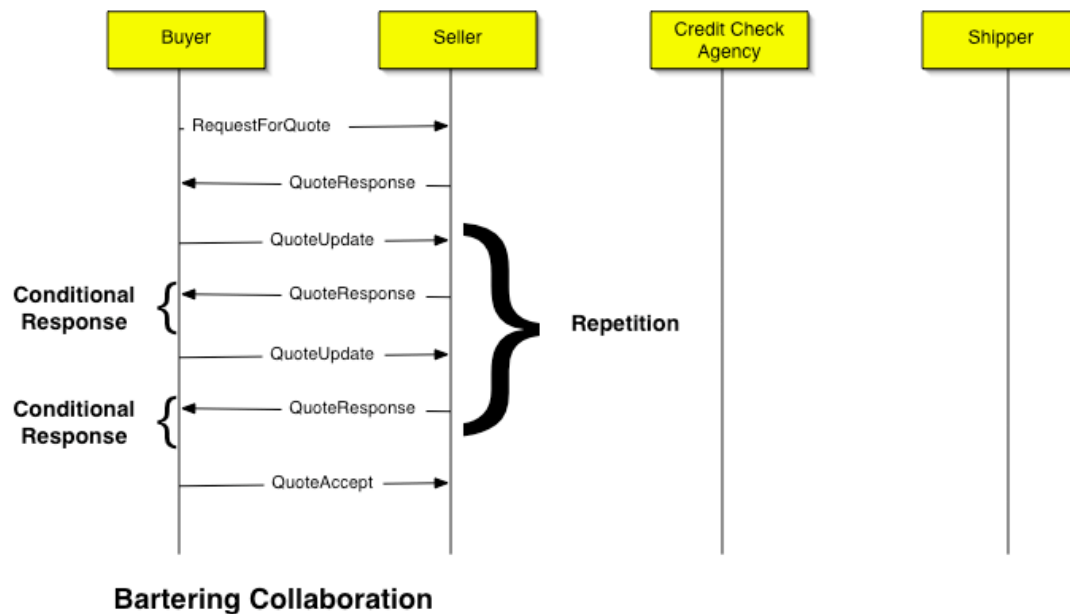 Buyer
Seller
Credit Check
Agency
Shipper
RequestForQuote
QuoteResponse
QuoteUpdate
Conditional
Response
QuoteResponse
Repetition
QuoteUpdate
Conditional
Response
QuoteResponse
QuoteAccept
Bartering Collaboration